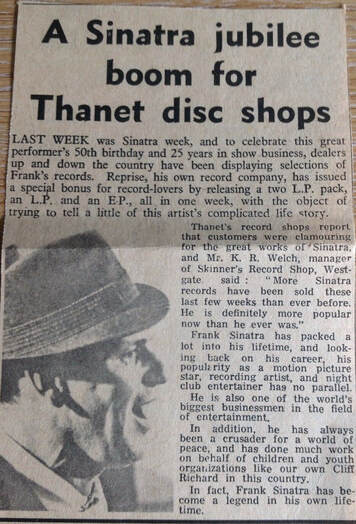 A Sinatra jubilee
boom for
Thanet disc shops
LAST WEEK was Sinatra week, and to celebrate this great
performer's 50th birthday and 25 years in show business, dealers
up and down the country have been displaying selections of
Frank's records. Reprise, his own record company, has issued
a special bonus for record-lovers by releasing a two L.P. pack,
an L.P. and an E.P., all in one week, with the object of
trying to tell a little of this artist's complicated life story.
Thanet's record shops report
that customers were clamouring
for the great works of Sinatra,
and Mr. K. R. Welch, manager
of Skinner's Record Shop, West-
gate said: "More Sinatra
records have been sold these
last few weeks than ever before.
He is definitely more popular
now than he ever was."
Frank Sinatra has packed a
lot into his lifetime, and look-
ing back on his career, his
popularity as a motion picture
star, recording artist, and night
club entertainer has no parallel.
He is also one of the world's
biggest businessmen in the field
of entertainment.
In addition, he has always
been a crusader for a world of
peace, and has done much work
on behalf of children and youth
organizations like our own Cliff
Richard in this country.
In fact, Frank Sinatra has be-
come a legend in his own life-
time.